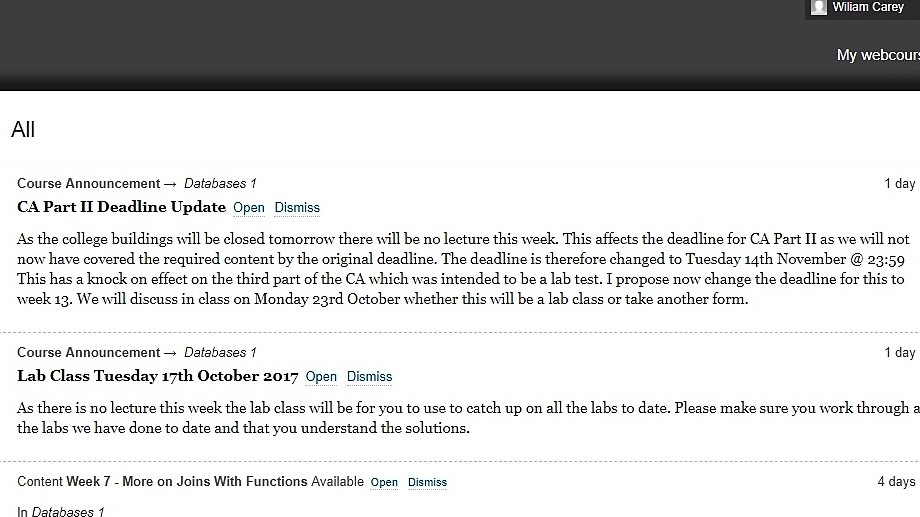 Wiliam Carey
My webcours
All
Course Announcement → Databases 1 1 day
CA Part II Deadline Update Open Dismiss
As the college buildings will be closed tomorrow there will be no lecture this week. This affects the deadline for CA Part II as we will not
now have covered the required content by the original deadline. The deadline is therefore changed to Tuesday 14th November @ 23:59
This has a knock on effect on the third part of the CA which was intended to be a lab test. I propose now change the deadline for this to
week 13. We will discuss in class on Monday 23rd October whether this will be a lab class or take another form.
Course Announcement → Databases 1 1 day
Lab Class Tuesday 17th October 2017 Open Dismiss
As there is no lecture this week the lab class will be for you to use to catch up on all the labs to date. Please make sure you work through a
the labs we have done to date and that you understand the solutions.
Content Week 7 - More on Joins With Functions Available Open Dismiss 4 days
In Databases 1